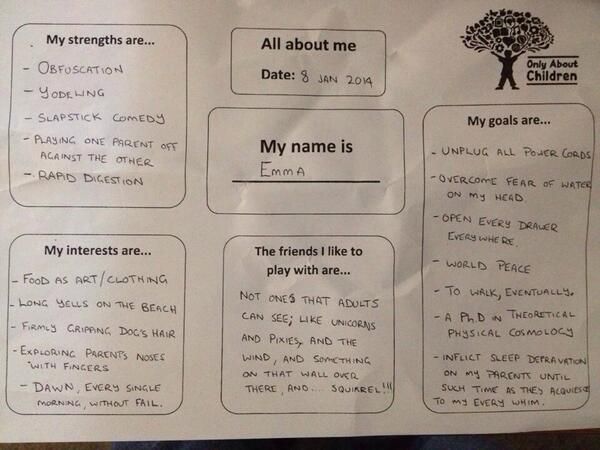 My strengths are...
- OBFUSCATION
- YODELING
- SLAPSTICK COMEDY
- PLAYING ONE PARENT OFF
AGAINST THE OTHER
- RAPID DIGESTION
All about me
Date: 8 JAN 2014
Only About
Children
My name is
EMMA
My goals are...
- UNPLUG ALL POWER CORDS
- OVERCOME FEAR OF WATER
ON MY HEAD.
- OPEN EVERY DRAWER
EVERYWHERE.
- WORLD PEACE
- TO WALK, EVENTUALLY.
- A PhD IN THEORETICAL
PHYSICAL COSMOLOGY
- INFLICT SLEEP DEPRAVATION
ON MY PARENTS UNTIL
SUCH TIME AS THEY ACQUIESCE
TO MY EVERY WHIM.
My interests are...
- FOOD AS ART/CLOTHING
- LONG YELLS ON THE BEACH
- FIRMLY GRIPPING DOG'S HAIR
- EXPLORING PARENT'S NOSES
WITH FINGERS
- DAWN, EVERY SINGLE
MORNING, WITHOUT FAIL.
The friends I like to
play with are...
NOT ONES THAT ADULTS
CAN SEE; LIKE UNICORNS
AND PIXIES, AND THE
WIND, AND SOMETHING
ON THAT WALL OVER
THERE, AND.... SQUIRREL!!!